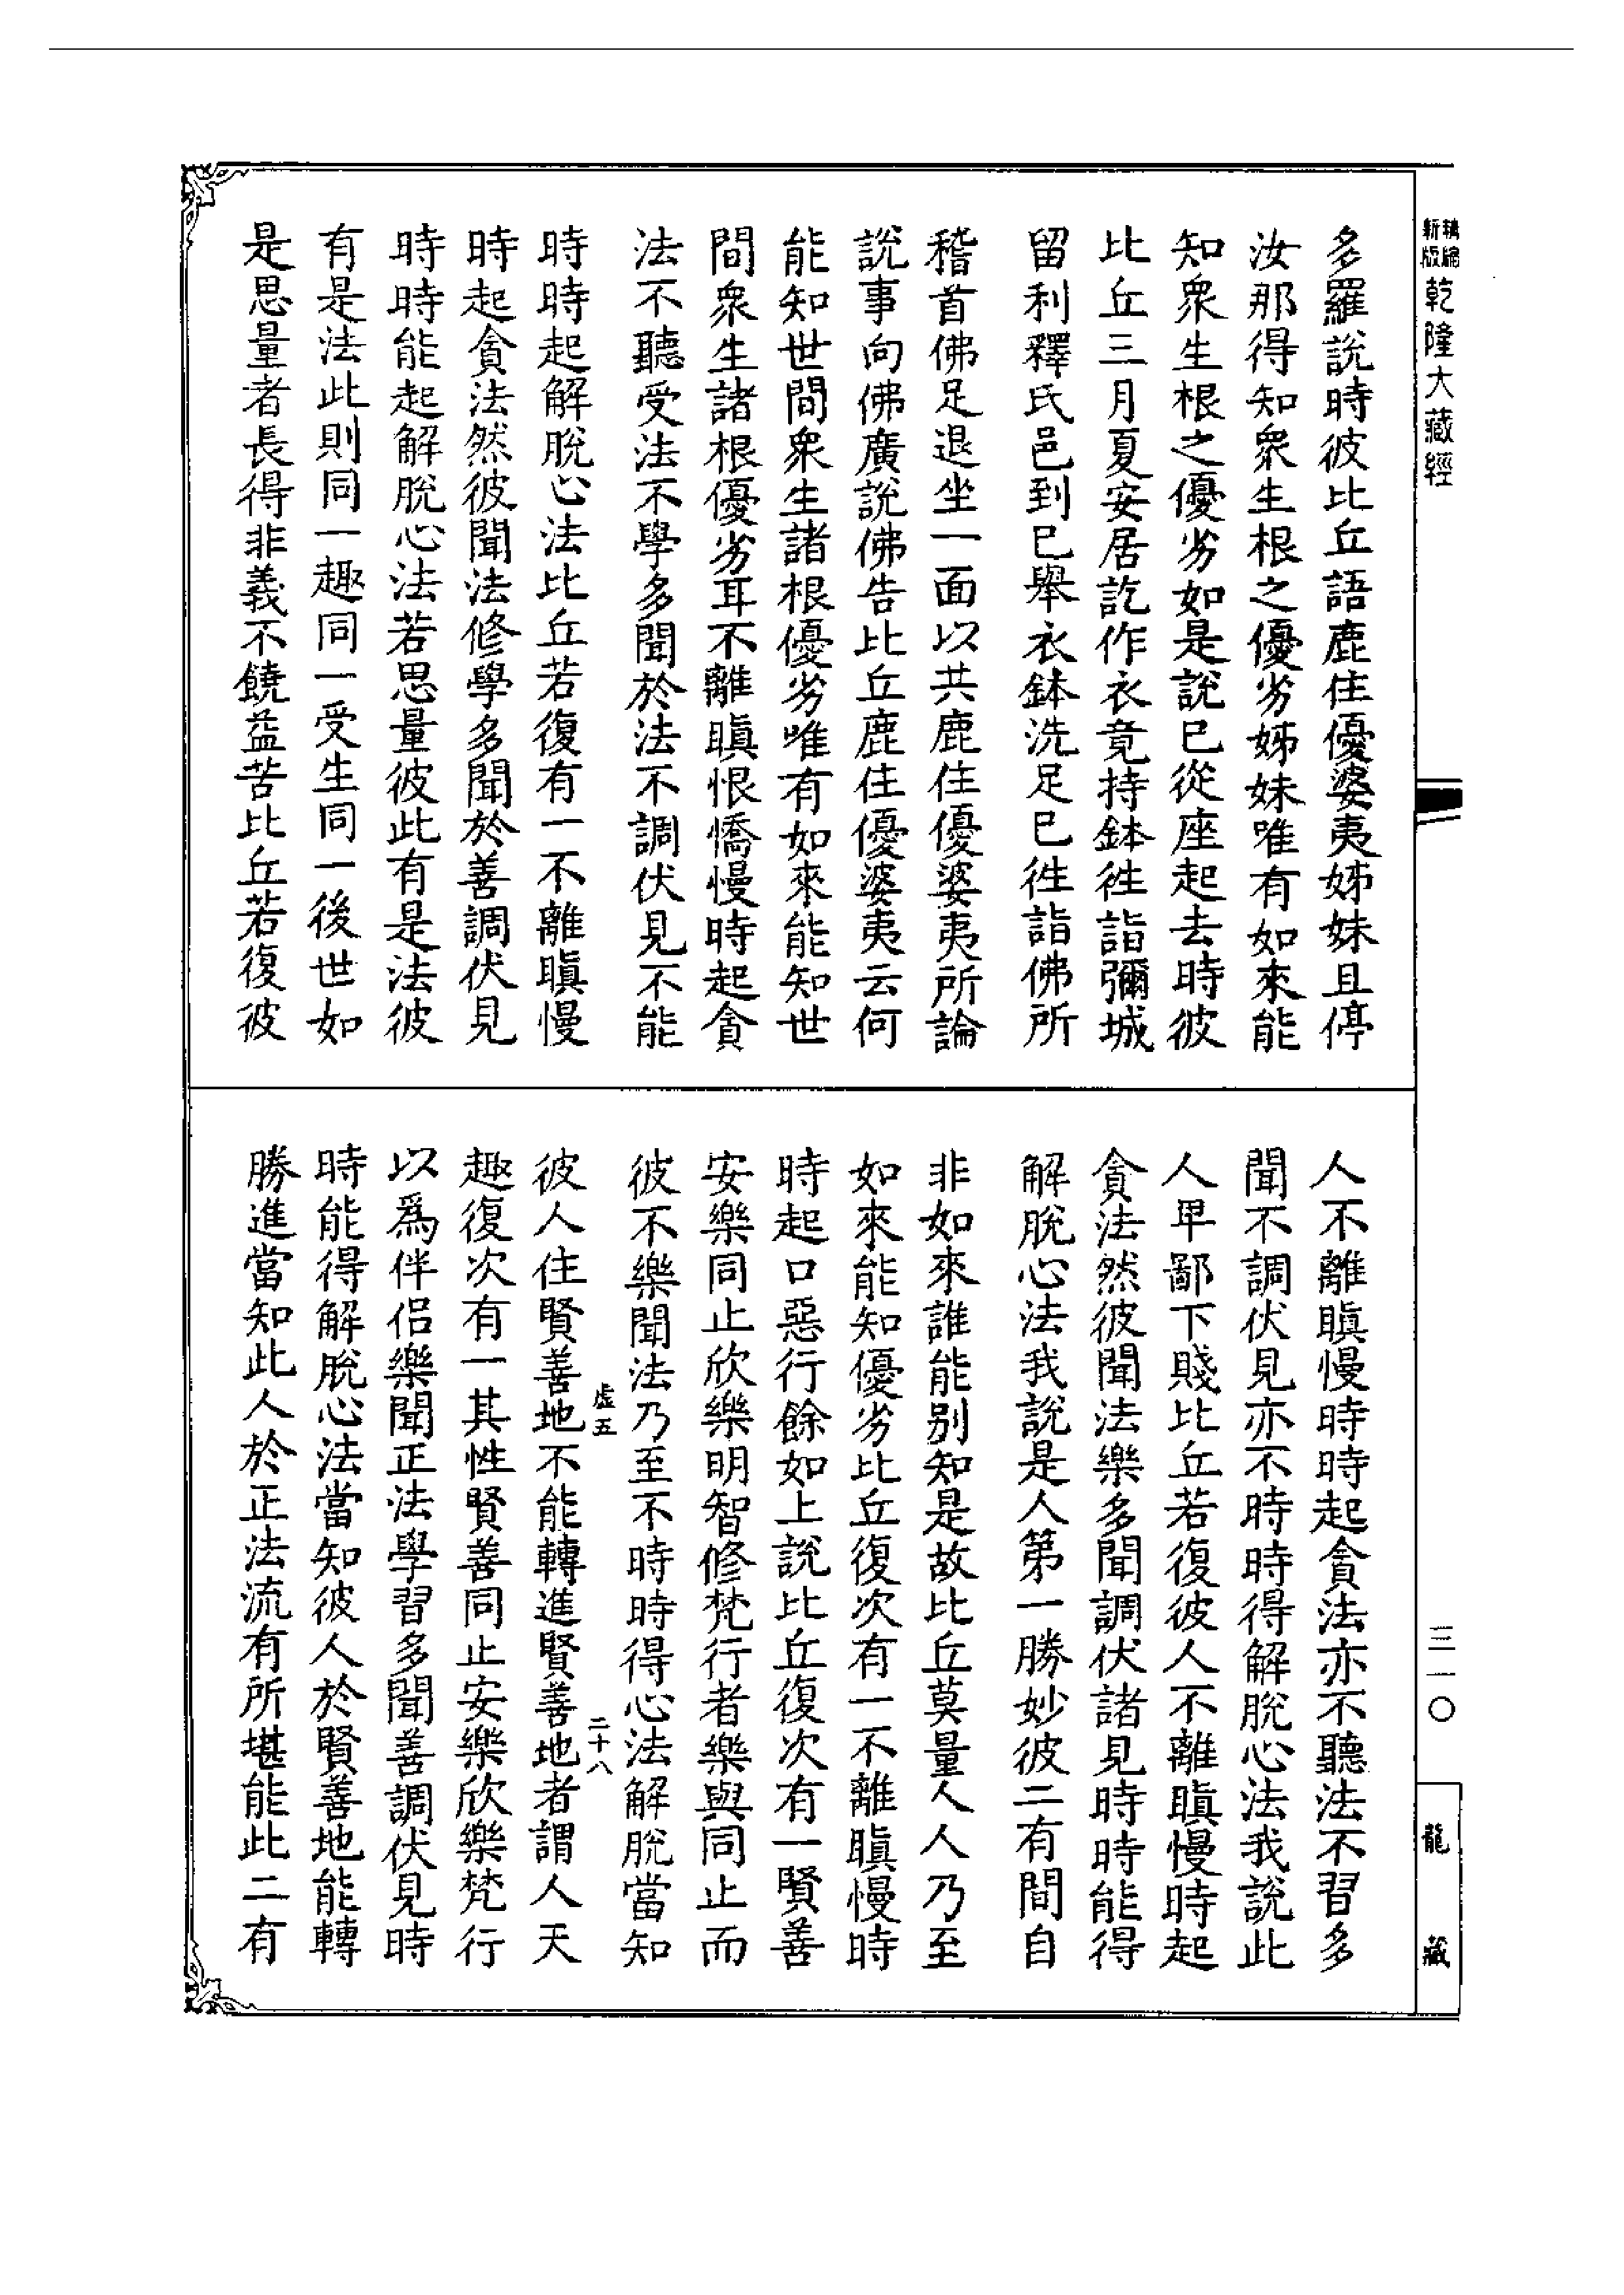 新編
新版
乾隆大藏經
三一〇
龍藏
多羅說時彼比丘語鹿住優婆夷姊妹且停
汝那得知衆生根之優劣姊妹唯有如來能
知衆生根之優劣如是說已從座起去時彼
比丘三月夏安居訖作衣竟持鉢徃詣彌城
留利釋氏邑到已舉衣鉢洗足已徃詣佛所
稽首佛足退坐一面以共鹿住優婆夷所論
說事向佛廣說佛告比丘鹿住優婆夷云何
能知世間衆生諸根優劣唯有如來能知世
間衆生諸根優劣耳不離瞋恨憍慢時起貪
法不聽受法不學多聞於法不調伏見不能
時時起解脫心法比丘若復有一不離瞋慢
時起貪法然彼聞法修學多聞於善調伏見
時時能起解脫心法若思量彼此有是法彼
有是法此則同一趣同一受生同一後世如
是思量者長得非義不饒益苦比丘若復彼
人不離瞋慢時時起貪法亦不聽法不習多
聞不調伏見亦不時時得解脫心法我說此
人卑鄙下賤比丘若復彼人不離瞋慢時起
貪法然彼聞法樂多聞調伏諸見時時能得
解脫心法我說是人第一勝妙彼二有間自
非如來誰能別知是故比丘莫量人人乃至
如來能知優劣比丘復次有一不離瞋慢時
時起口惡行餘如上說比丘復次有一賢善
安樂同止欣樂明智修梵行者樂與同止而
彼不樂聞法乃至不時時得心法解脫當知
虛五
二十八
彼人住賢善地不能轉進賢善地者謂人天
趣復次有一其性賢善同止安樂欣樂梵行
以爲伴侶樂聞正法學習多聞善調伏見時
時能得解脫心法當知彼人於賢善地能轉
勝進當知此人於正法流有所堪能此二有